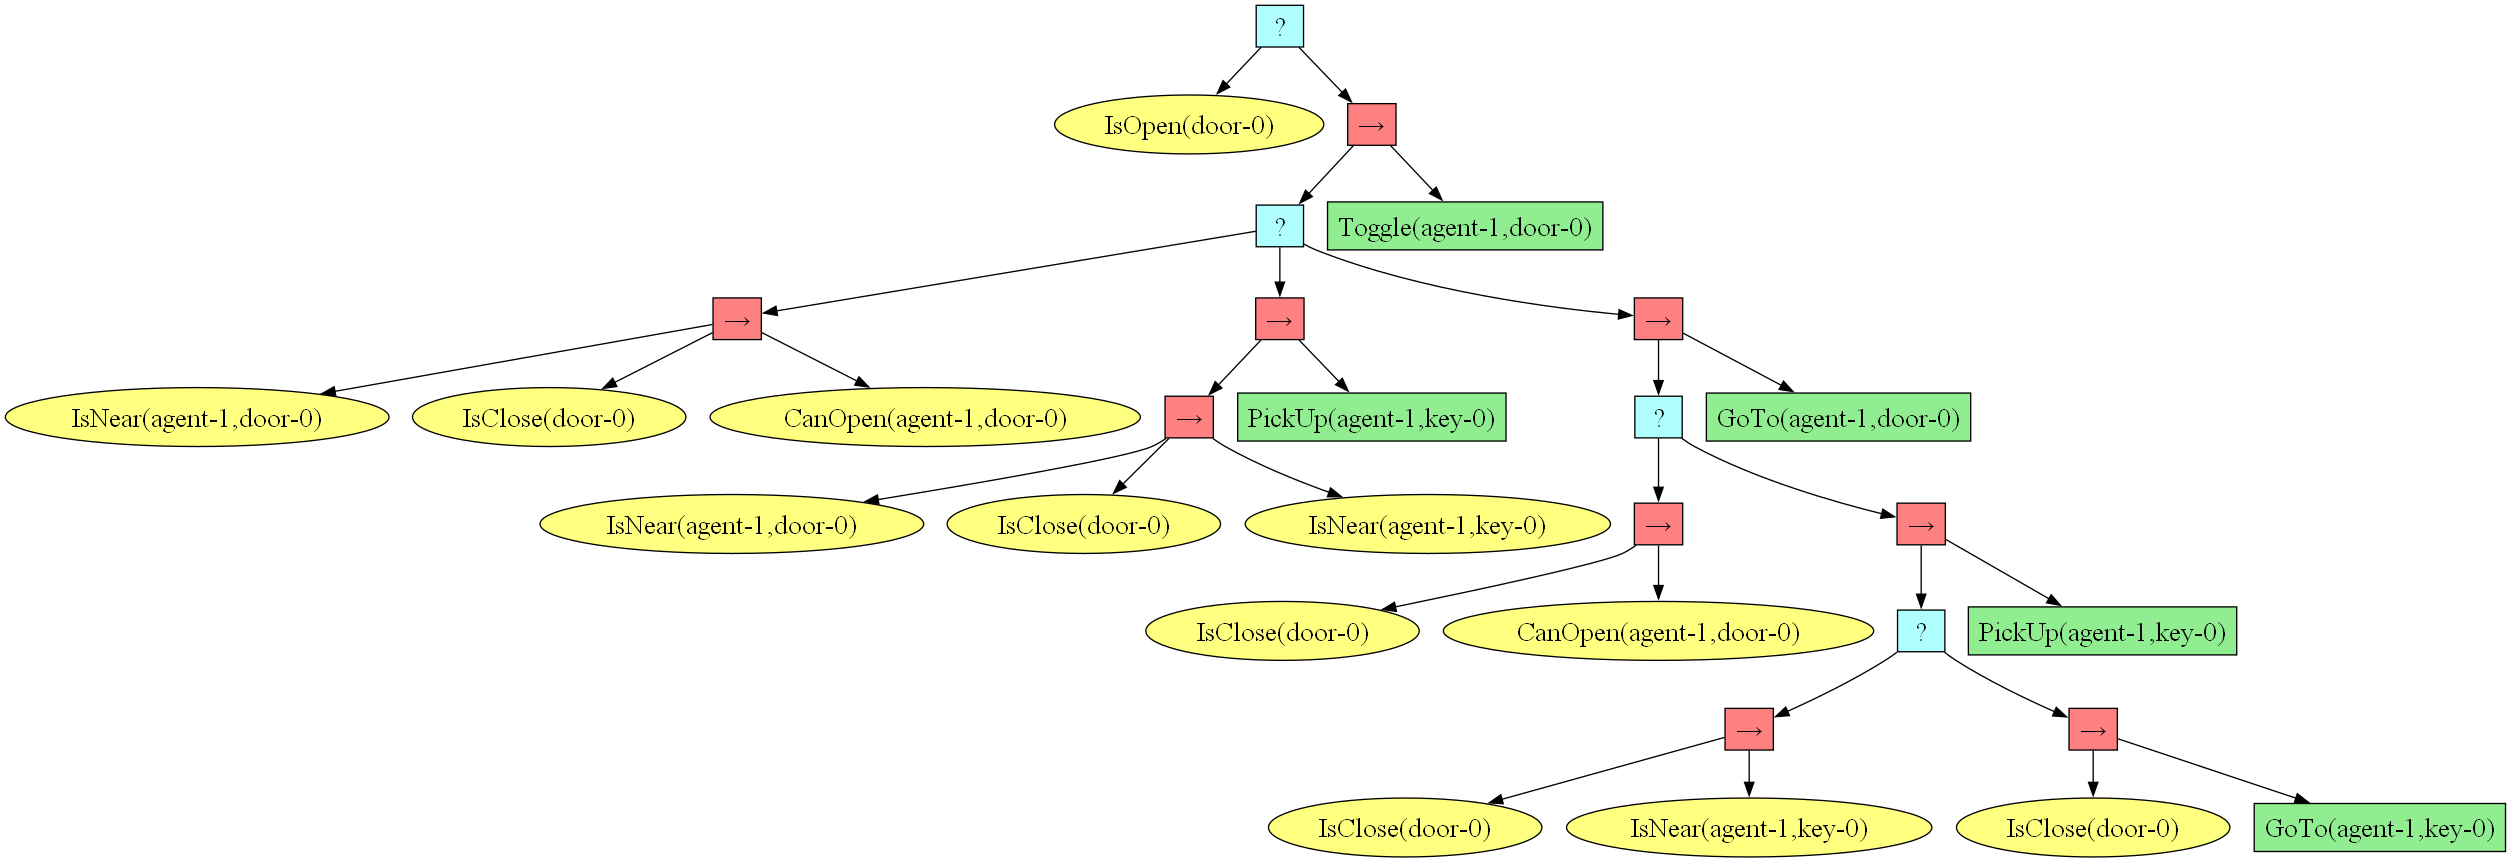 ?
IsOpen(door-0)
→
?
Toggle(agent-1,door-0)
→
→
→
IsNear(agent-1,door-0)
IsClose(door-0)
CanOpen(agent-1,door-0)
→
PickUp(agent-1,key-0)
?
GoTo(agent-1,door-0)
IsNear(agent-1,door-0)
IsClose(door-0)
IsNear(agent-1,key-0)
→
→
IsClose(door-0)
CanOpen(agent-1,door-0)
?
PickUp(agent-1,key-0)
→
→
IsClose(door-0)
IsNear(agent-1,key-0)
IsClose(door-0)
GoTo(agent-1,key-0)